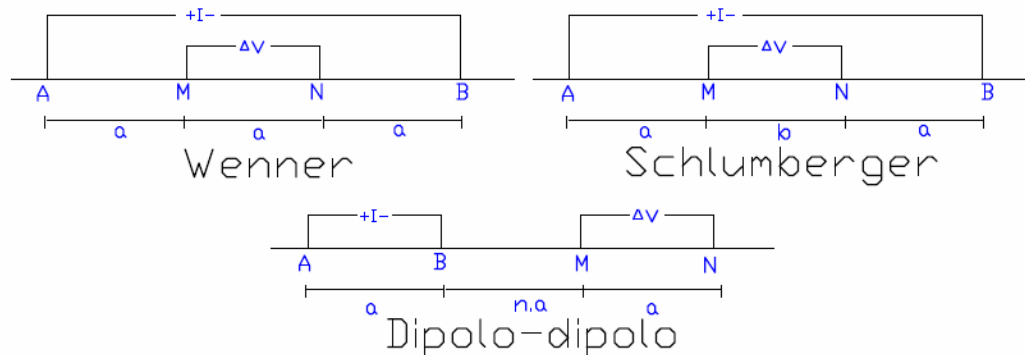 +I-
ΔV
A M N B
a a a
Wenner
+I-
ΔV
A M N B
a b a
Schlumberger
+I-
ΔV
A B M N
a n.a a
Dipolo-dipolo